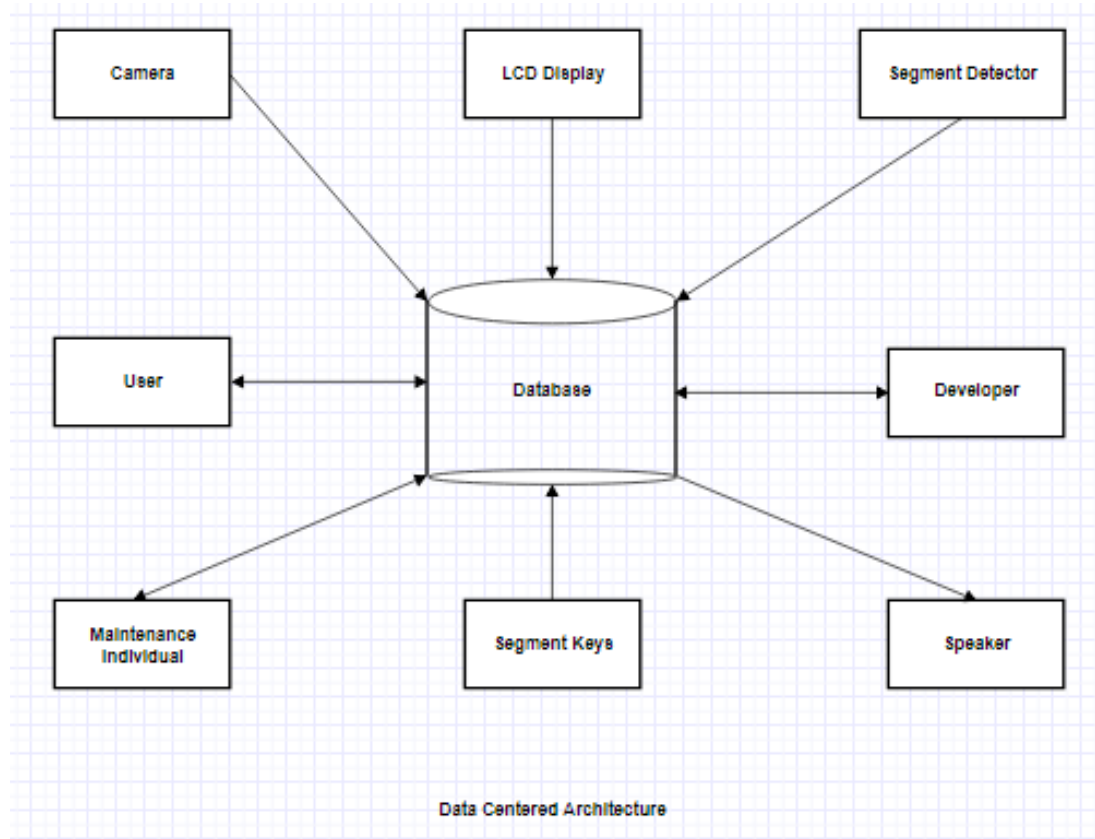 Camera
LCD Display
Segment Detector
User
Database
Developer
Maintenance
Individual
Segment Keys
Speaker
Data Centered Architecture